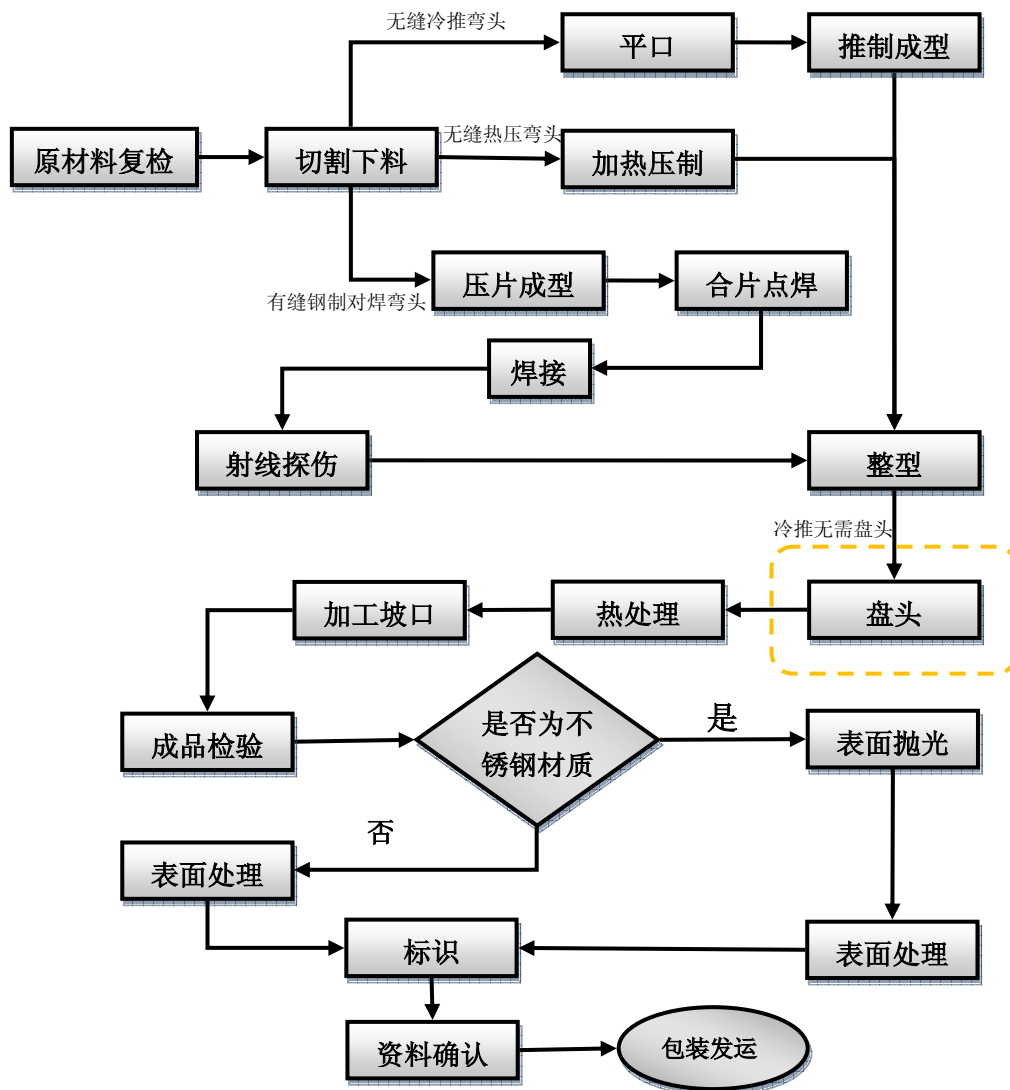 无缝冷推弯头
平口
推制成型
原材料复检
切割下料
无缝热压弯头
加热压制
有缝钢制对焊弯头
压片成型
合片点焊
焊接
射线探伤
整型
冷推无需盘头
加工坡口
热处理
盘头
成品检验
是否为不
锈钢材质
是
表面抛光
否
表面处理
标识
表面处理
资料确认
包装发运